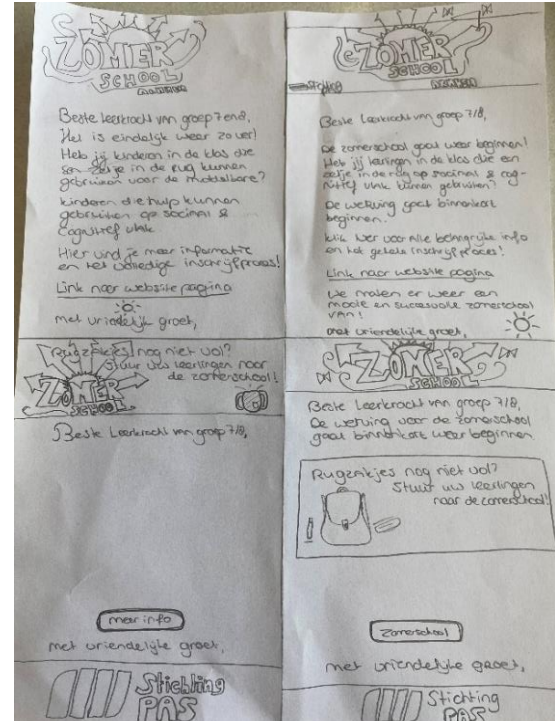 ZOMER
SCHOOL
Beste leerkracht van groep 7 en 8,
Het is eindelijk weer zover!
Heb jij kinderen in de klas die
een zetje in de rug kunnen
gebruiken voor de middelbare?
kinderen die hulp kunnen
gebruiken op sociaal &
cognitief vlak
Hier vind je meer informatie
en het volledige inschrijfproces!
Link naar website pagina
met vriendelijk groet,
ZOMER
SCHOOL
Stichting
Beste leerkracht van groep 7/8,
De zomerschool gaat weer beginnen!
Heb jij leerlingen in de klas die een
zetje in de rug op sociaal & cog-
nitief vlak kunnen gebruiken?
De werving gaat binnenkort
beginnen.
klik hier voor alle belangrijke info
en het gehele inschrijfproces!
Link naar website pagina
We maken er weer een
mooie en succesvolle zomerschool
van!
met vriendelijke groet,
Rugzakjes nog niet vol?
Stuur uw leerlingen naar
de zomerschool!
ZOMER
SCHOOL
Beste Leerkracht van groep 7/8,
meer info
met vriendelijke groet,
Stichting
PAS
ZOMER
SCHOOL
Beste Leerkracht van groep 7/8,
De werving voor de zomerschool
gaat binnenkort weer beginnen
Rugzakjes nog niet vol?
Stuur uw leerlingen
naar de zomerschool!
Zomerschool
met vriendelijke groet,
Stichting
PAS